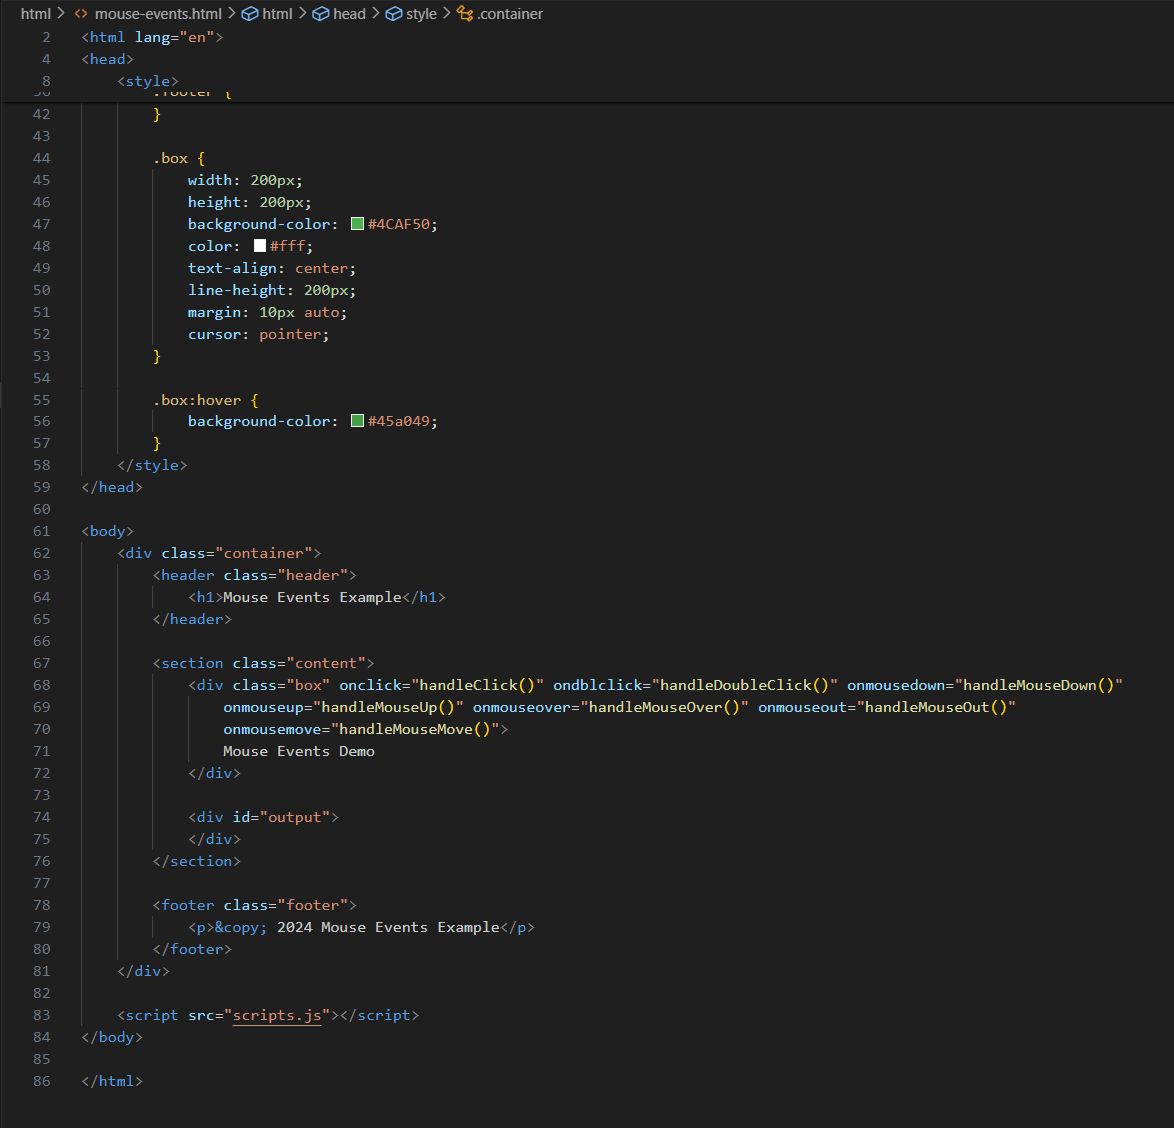 html > <> mouse-events.html > html > head > style > .container
2 <html lang="en">
4 <head>
8 <style>
.footer {
42 }
43
44 .box {
45 width: 200px;
46 height: 200px;
47 background-color: #4CAF50;
48 color: #fff;
49 text-align: center;
50 line-height: 200px;
51 margin: 10px auto;
52 cursor: pointer;
53 }
54
55 .box:hover {
56 background-color: #45a049;
57 }
58 </style>
59 </head>
60
61 <body>
62 <div class="container">
63 <header class="header">
64 <h1>Mouse Events Example</h1>
65 </header>
66
67 <section class="content">
68 <div class="box" onclick="handleClick()" ondblclick="handleDoubleClick()" onmousedown="handleMouseDown()"
69 onmouseup="handleMouseUp()" onmouseover="handleMouseOver()" onmouseout="handleMouseOut()"
70 onmousemove="handleMouseMove()">
71 Mouse Events Demo
72 </div>
73
74 <div id="output">
75 </div>
76 </section>
77
78 <footer class="footer">
79 <p>&copy; 2024 Mouse Events Example</p>
80 </footer>
81 </div>
82
83 <script src="scripts.js"></script>
84 </body>
85
86 </html>